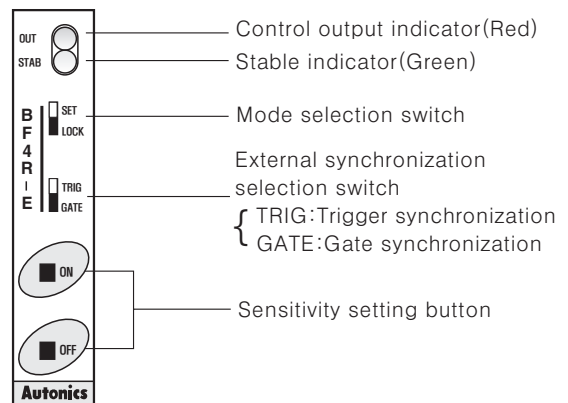 OUT
STAB
Control output indicator(Red)
Stable indicator(Green)
BF4R-E
SET
LOCK
Mode selection switch
TRIG
GATE
External synchronization
selection switch
{ TRIG:Trigger synchronization
GATE:Gate synchronization
ON
OFF
Sensitivity setting button
Autonics